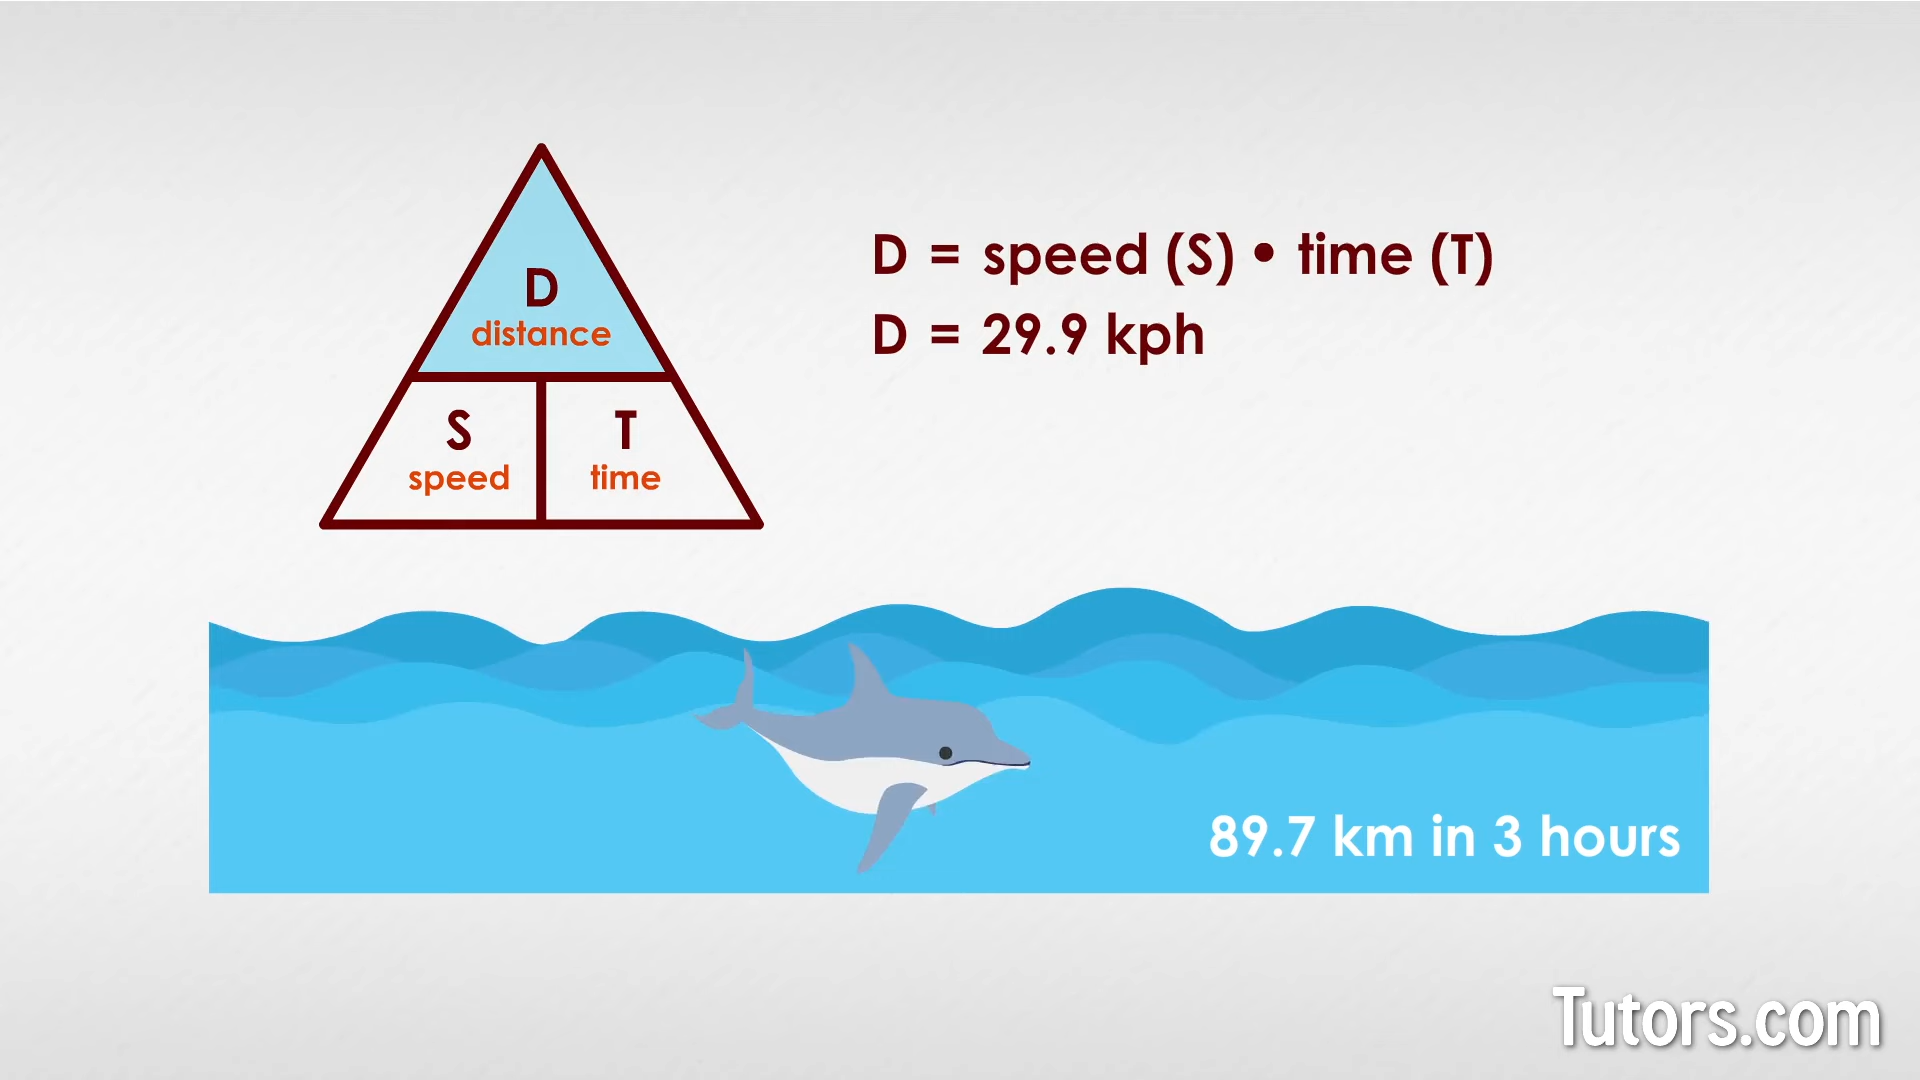 D
distance
S
speed
T
time
D = speed (S) • time (T)
D = 29.9 kph
89.7 km in 3 hours
Tutors.com